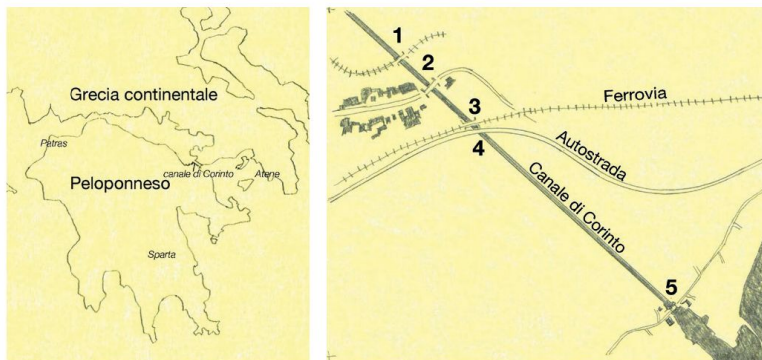 Grecia continentale
Patras
canale di Corinto
Atene
Peloponneso
Sparta
1
2
3
4
Ferrovia
Autostrada
Canale di Corinto
5